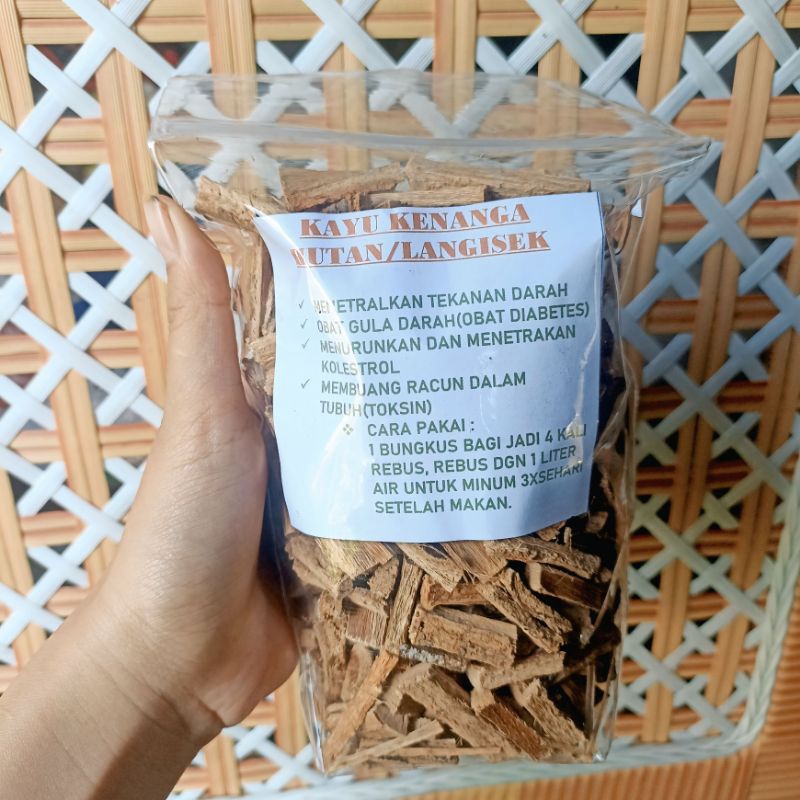 KAYU KENANGA
HUTAN/LANGISEK
✓ MENETRALKAN TEKANAN DARAH
✓ OBAT GULA DARAH(OBAT DIABETES)
✓ MENURUNKAN DAN MENETRAKAN
KOLESTROL
✓ MEMBUANG RACUN DALAM
TUBUH(TOKSIN)
❖ CARA PAKAI :
1 BUNGKUS BAGI JADI 4 KALI
REBUS, REBUS DGN 1 LITER
AIR UNTUK MINUM 3XSEHARI
SETELAH MAKAN.